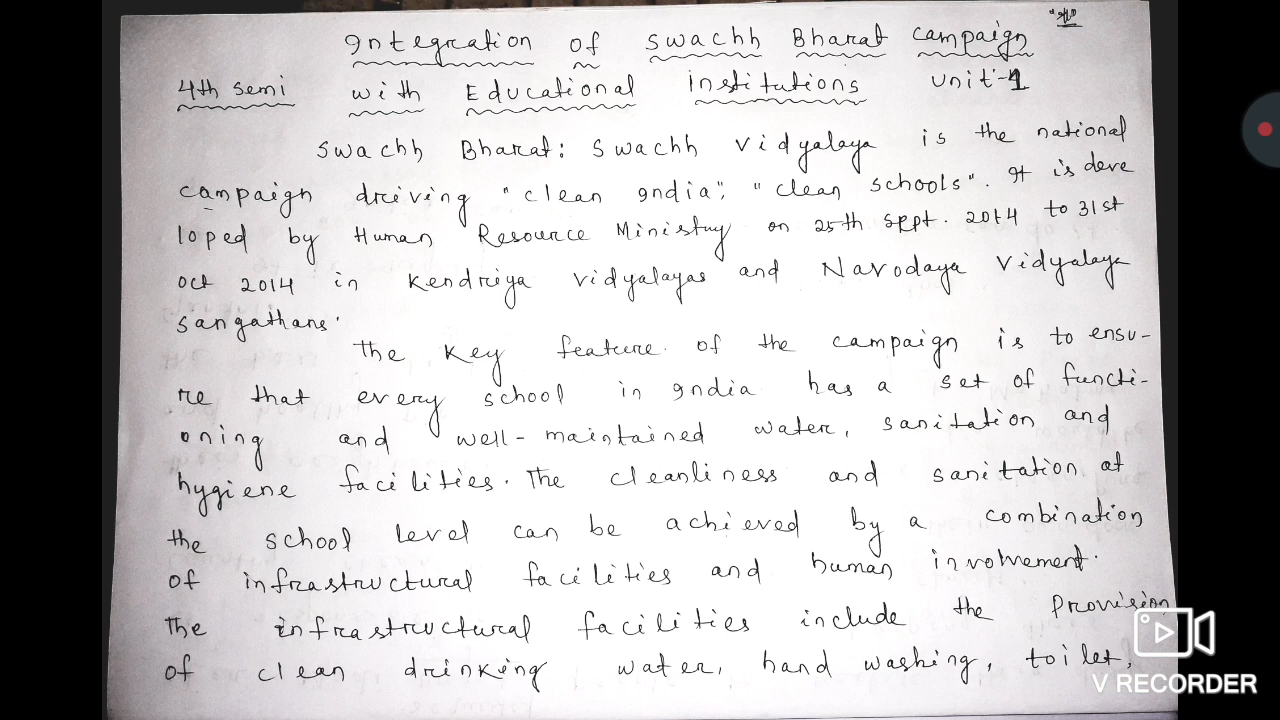 Integration of Swachh Bharat campaign
4th semi with Educational institutions unit-1
Swachh Bharat: Swachh Vidyalaya is the national
campaign driving "clean India", "clean schools". It is deve
loped by Human Resource Ministry on 25th Sept. 2014 to 31st
Oct 2014 in Kendriya Vidyalayas and Navodaya Vidyalaya
sangathans.
The key feature of the campaign is to ensu-
re that every school in India has a set of functi-
oning and well-maintained water, sanitation and
hygiene facilities. The cleanliness and sanitation at
the school level can be achieved by a combination
of infrastructural facilities and human involvement.
The infrastructural facilities include the provision
of clean drinking water, hand washing, toilet,
V RECORDER